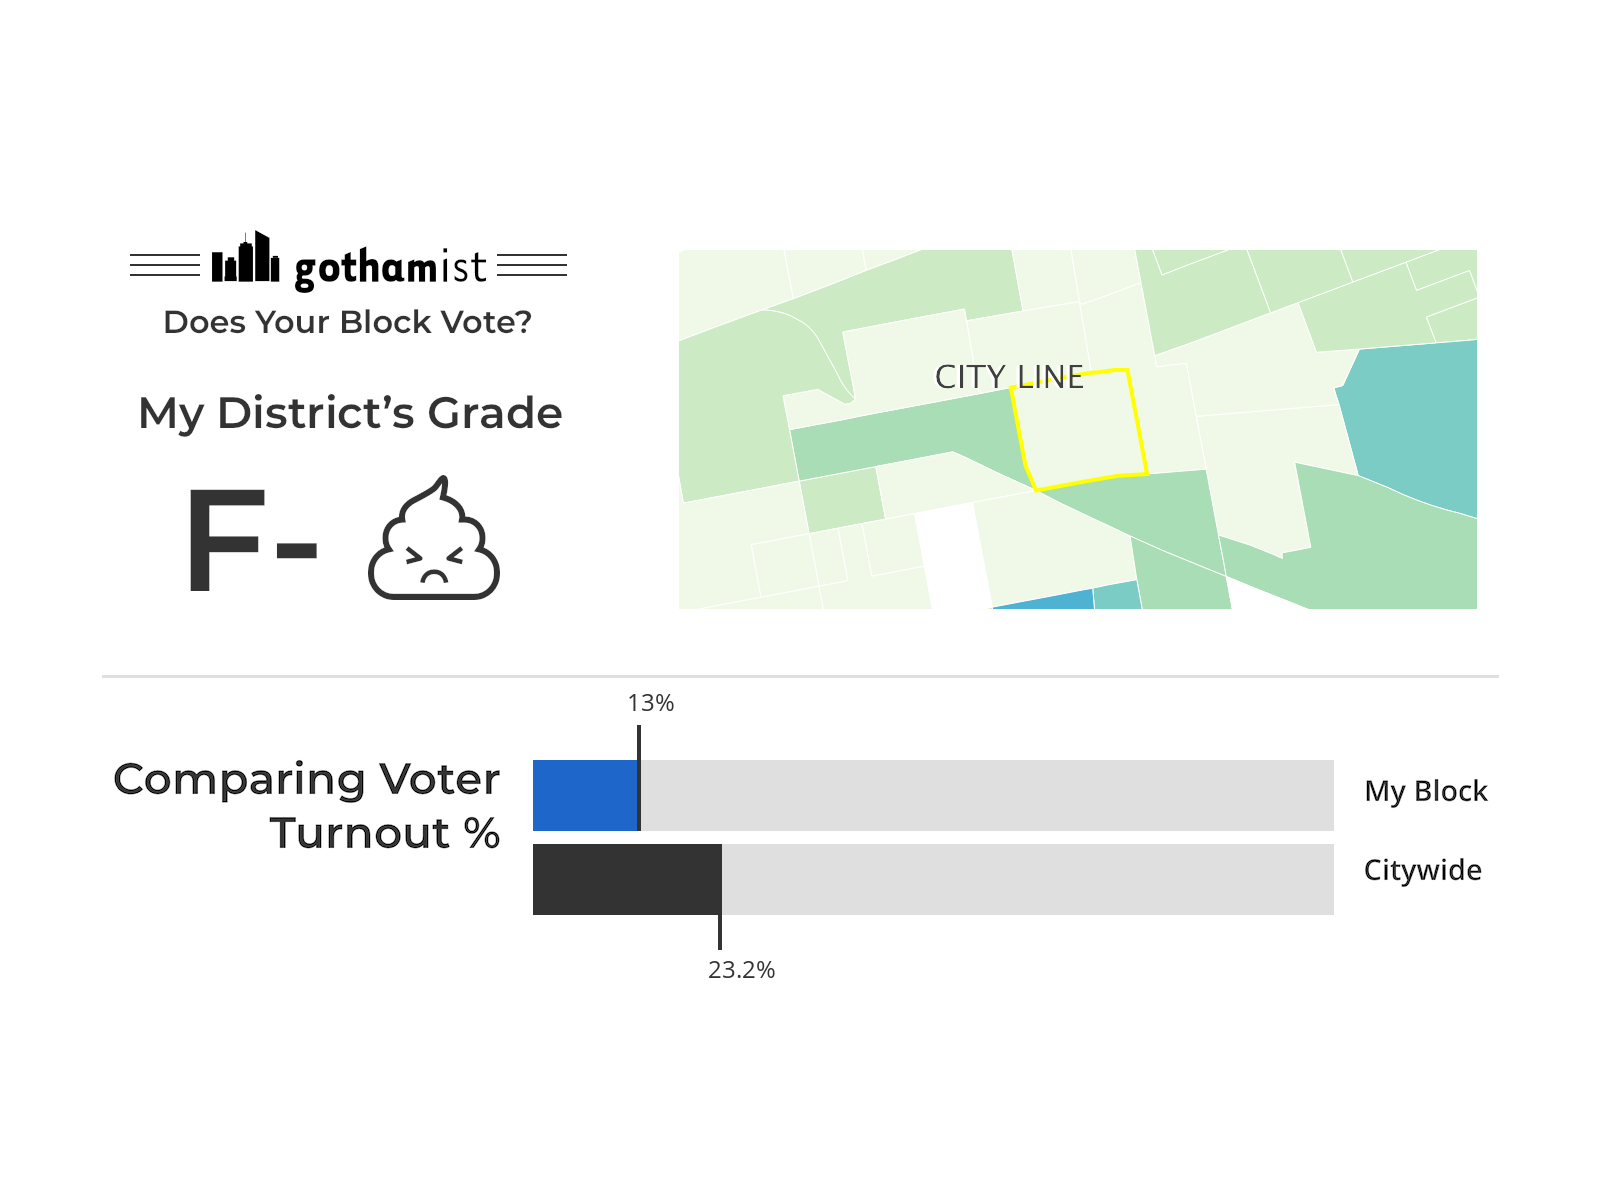 gothamist
Does Your Block Vote?
My District’s Grade
F-
CITY LINE
13%
Comparing Voter
Turnout %
My Block
Citywide
23.2%